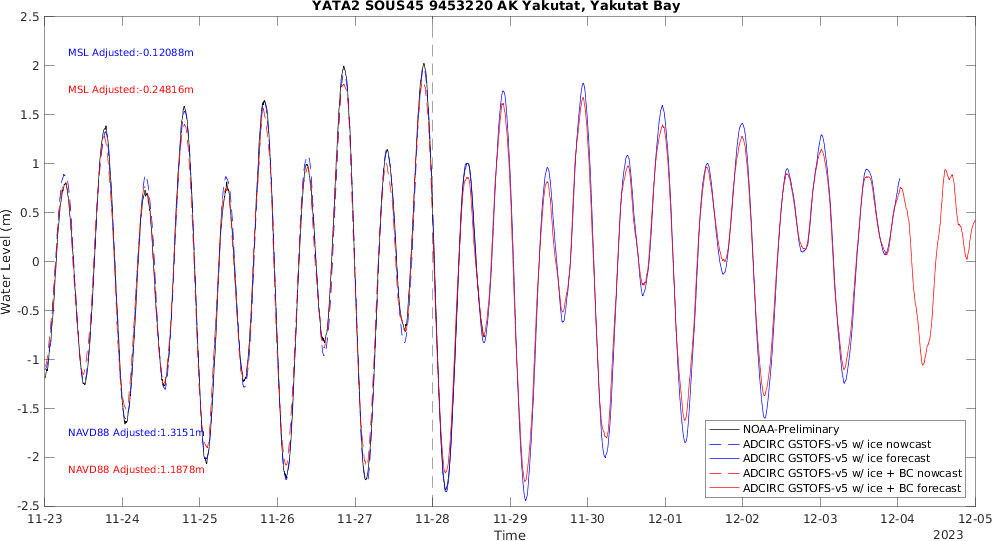 YATA2 SOUS45 9453220 AK Yakutat, Yakutat Bay
2.5
2
1.5
1
0.5
0
-0.5
-1
-1.5
-2
-2.5
Water Level (m)
MSL Adjusted:-0.12088m
MSL Adjusted:-0.24816m
NAVD88 Adjusted:1.3151m
NAVD88 Adjusted:1.1878m
NOAA-Preliminary
ADCIRC GSTOFS-v5 w/ ice nowcast
ADCIRC GSTOFS-v5 w/ ice forecast
ADCIRC GSTOFS-v5 w/ ice + BC nowcast
ADCIRC GSTOFS-v5 w/ ice + BC forecast
11-23 11-24 11-25 11-26 11-27 11-28 11-29 11-30 12-01 12-02 12-03 12-04 12-05
Time
2023